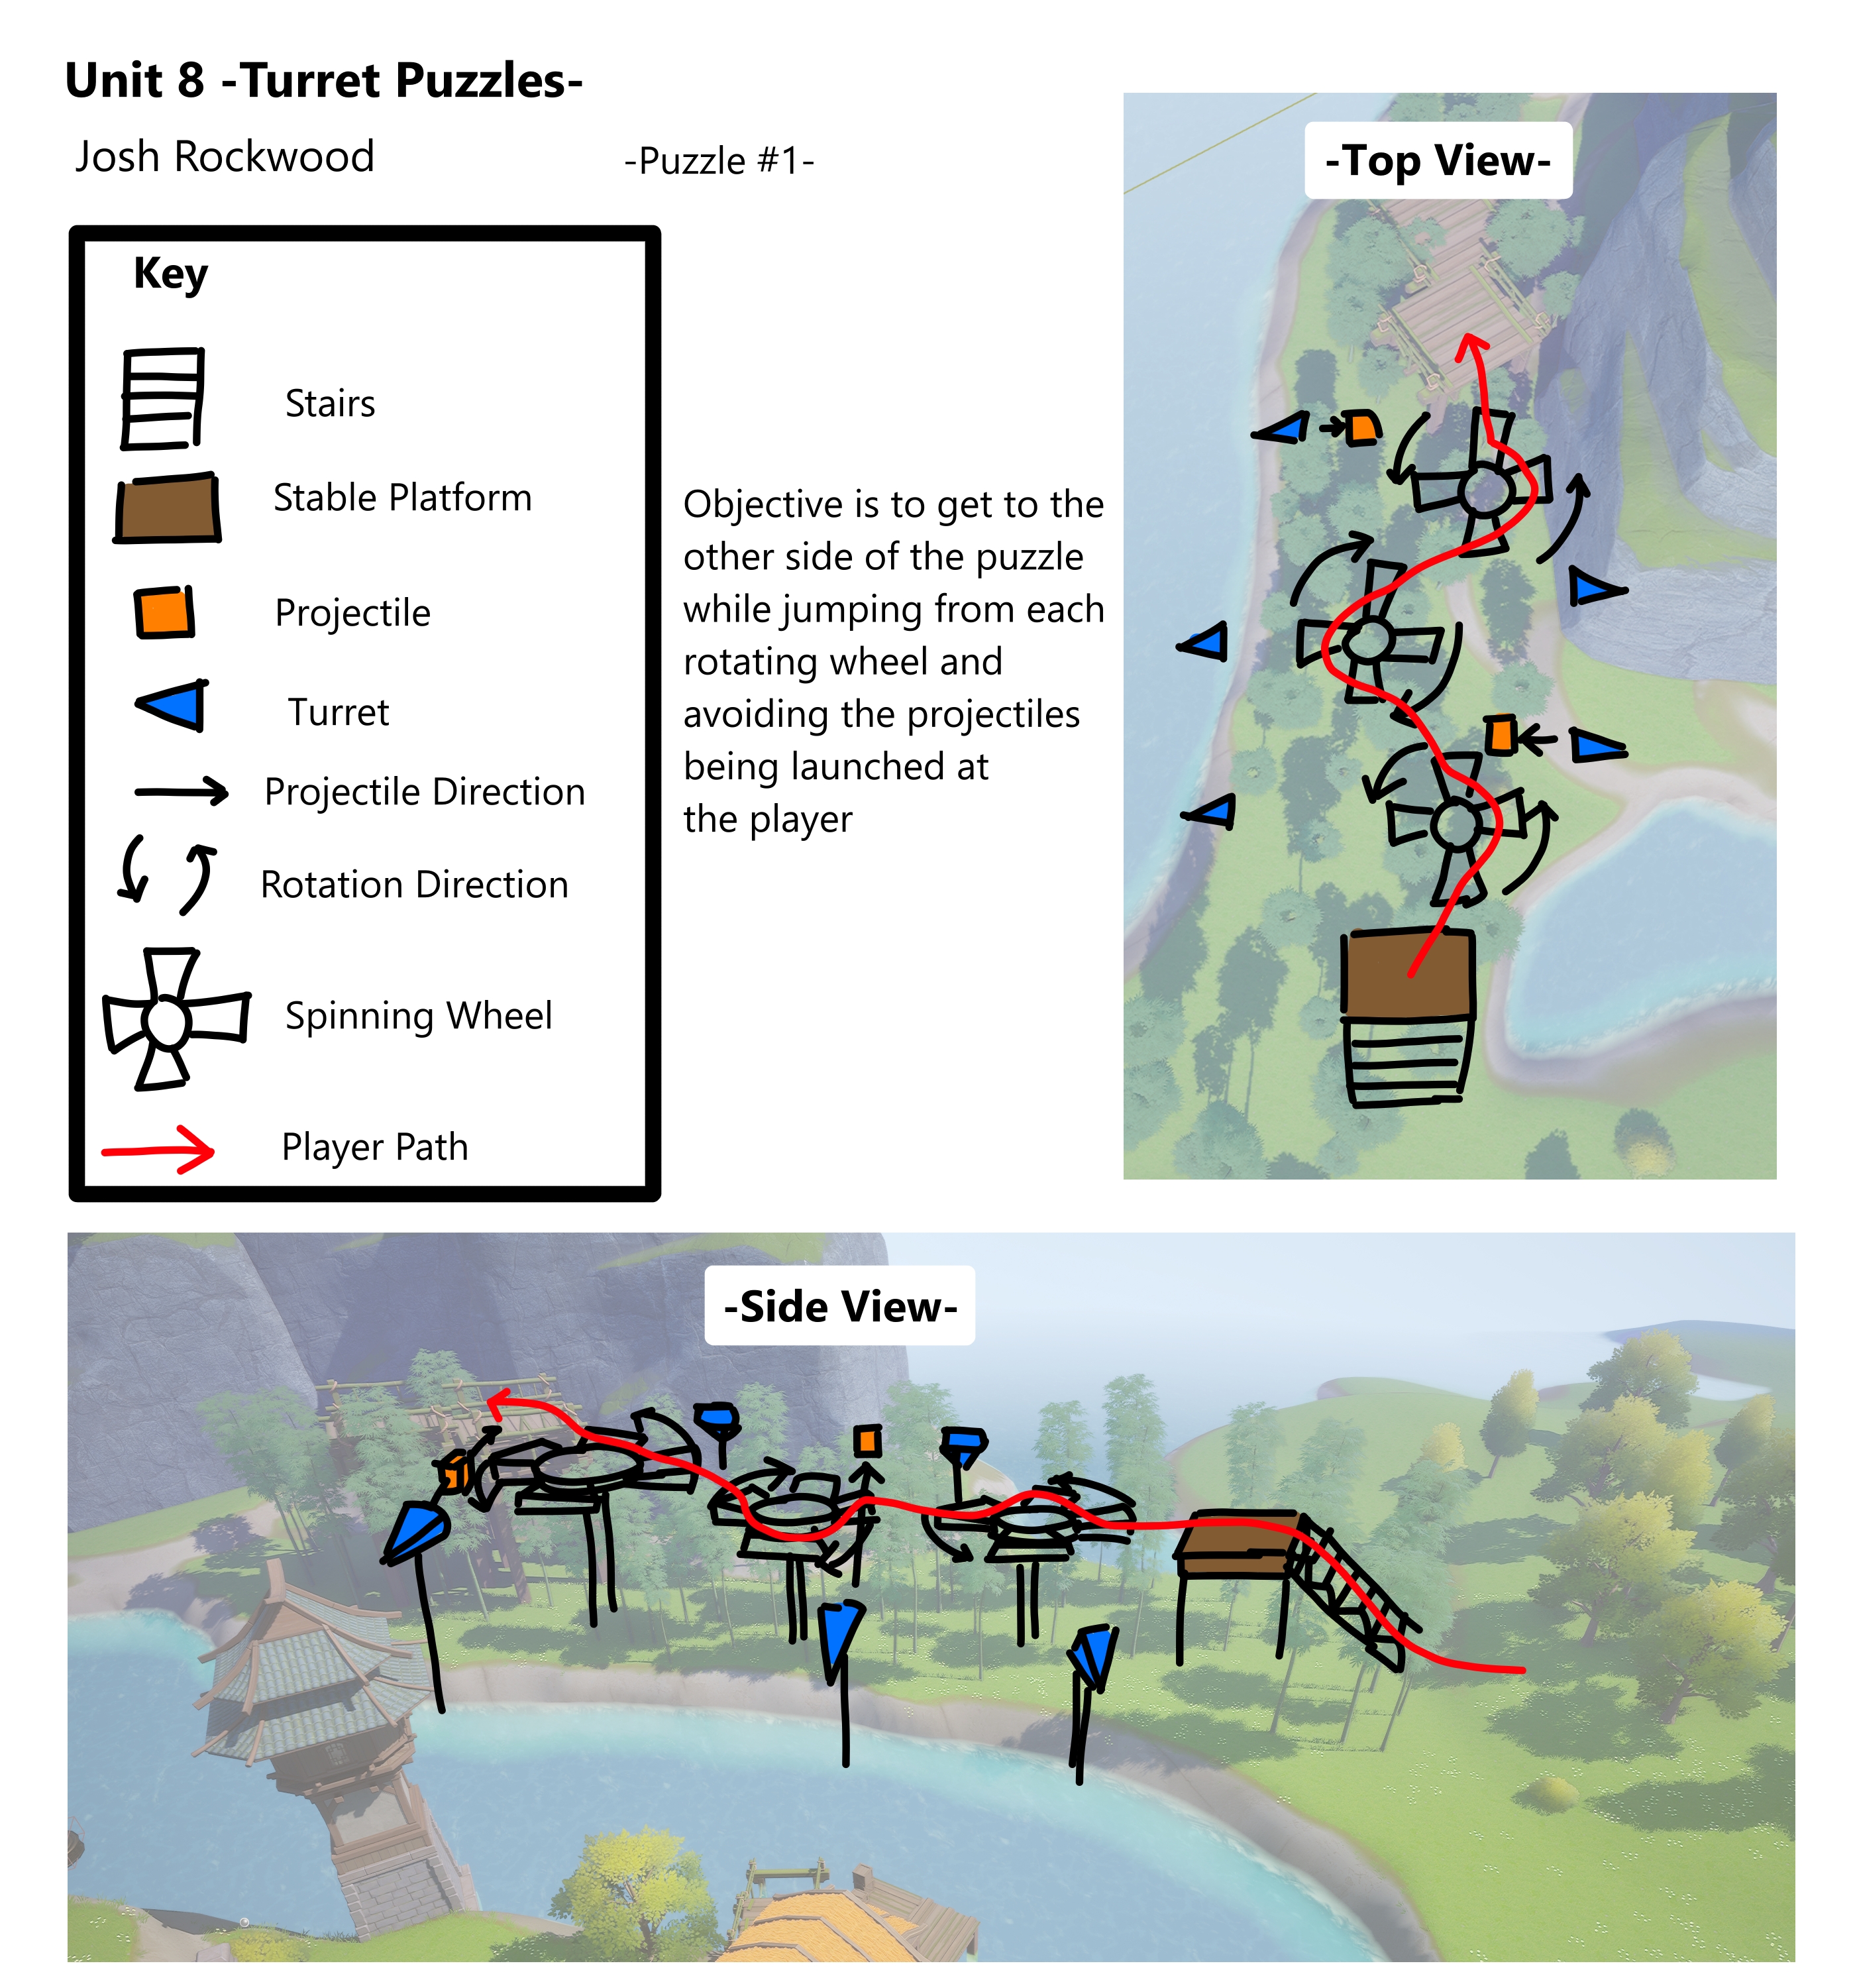 Unit 8 -Turret Puzzles-
Josh Rockwood
-Puzzle #1-
Key
Stairs
Stable Platform
Projectile
Turret
Projectile Direction
Rotation Direction
Spinning Wheel
Player Path
Objective is to get to the
other side of the puzzle
while jumping from each
rotating wheel and
avoiding the projectiles
being launched at
the player
-Top View-
-Side View-